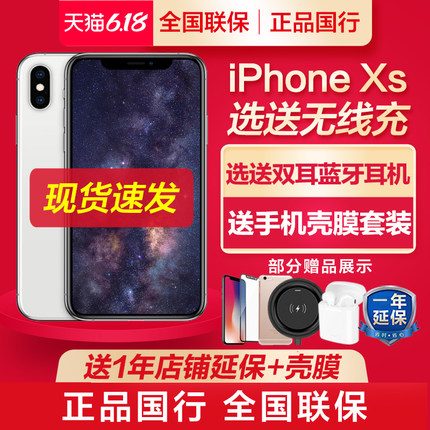 天猫6.18 全国联保 正品国行
iPhone Xs
选送无线充
选送双耳蓝牙耳机
现货速发
送手机壳膜套装
部分赠品展示
一年
延保
送1年店铺延保+壳膜
正品国行 全国联保